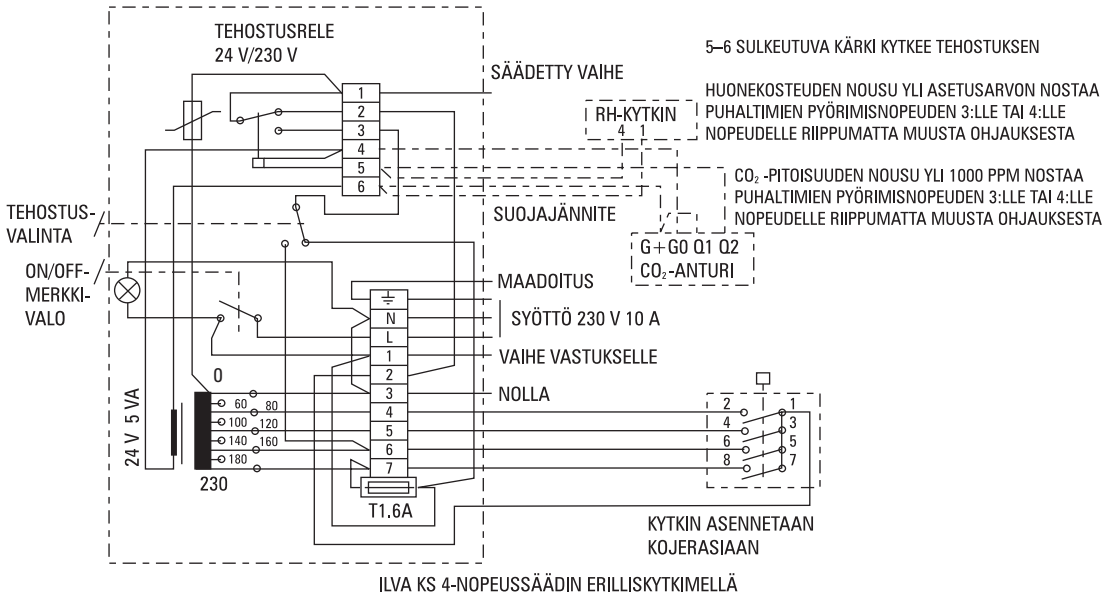 TEHOSTUSRELE
24 V/230 V
5–6 SULKEUTUVA KÄRKI KYTKEE TEHOSTUKSEN
SÄÄDETTY VAIHE
1
2
3
4
5
6
RH-KYTKIN
4 1
HUONEKOSTEUDEN NOUSU YLI ASETUSARVON NOSTAA
PUHALTIMIEN PYÖRIMISNOPEUDEN 3:LLE TAI 4:LLE
NOPEUDELLE RIIPPUMATTA MUUSTA OHJAUKSESTA
CO₂ -PITOISUUDEN NOUSU YLI 1000 PPM NOSTAA
PUHALTIMIEN PYÖRIMISNOPEUDEN 3:LLE TAI 4:LLE
NOPEUDELLE RIIPPUMATTA MUUSTA OHJAUKSESTA
SUOJAJÄNNITE
G+G0 Q1 Q2
CO₂-ANTURI
TEHOSTUS-
VALINTA
ON/OFF-
MERKKI-
VALO
MAADOITUS
N
L
1
2
3
4
5
6
7
SYÖTTÖ 230 V 10 A
VAIHE VASTUKSELLE
NOLLA
0
60 80
100 120
140 160
180
230
24 V 5 VA
T1.6A
2 1
4 3
6 5
8 7
KYTKIN ASENNETAAN
KOJERASIAAN
ILVA KS 4-NOPEUSSÄÄDIN ERILLISKYTKIMELLÄ